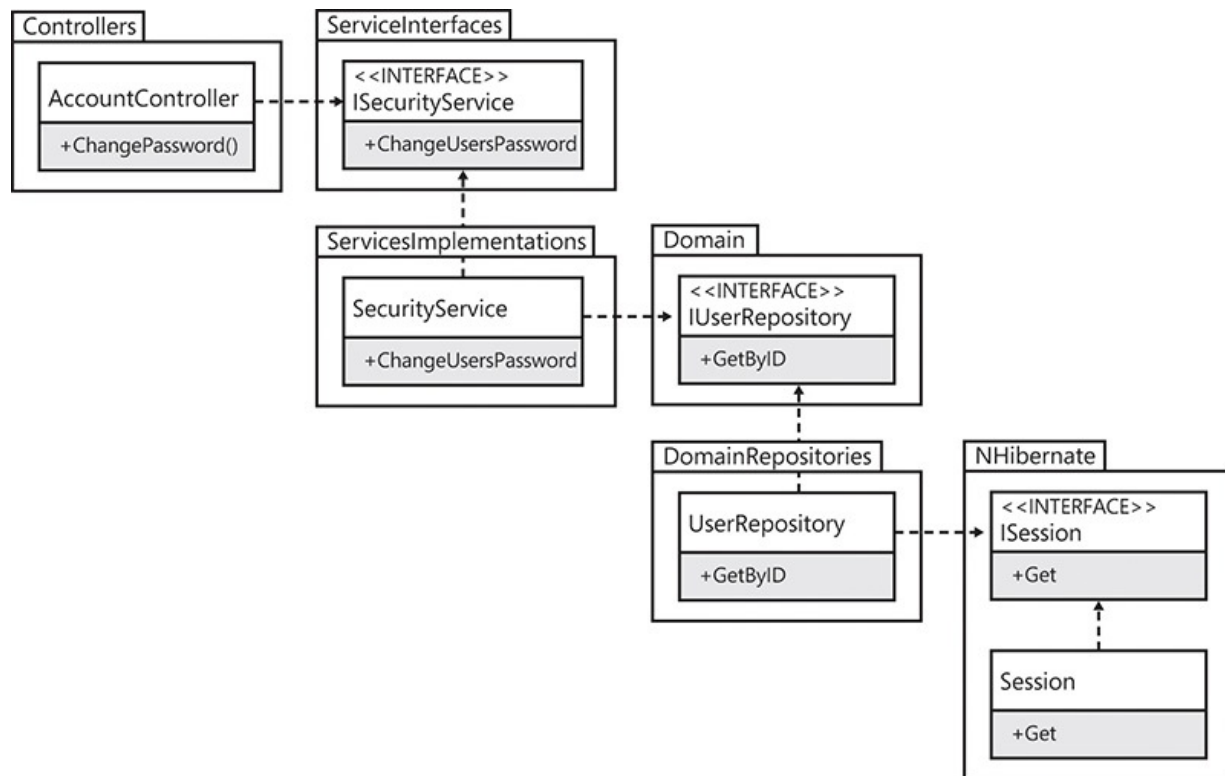 Controllers
AccountController
+ChangePassword()
ServiceInterfaces
<<INTERFACE>>
ISecurityService
+ChangeUsersPassword
ServicesImplementations
SecurityService
+ChangeUsersPassword
Domain
<<INTERFACE>>
IUserRepository
+GetByID
DomainRepositories
UserRepository
+GetByID
NHibernate
<<INTERFACE>>
ISession
+Get
Session
+Get